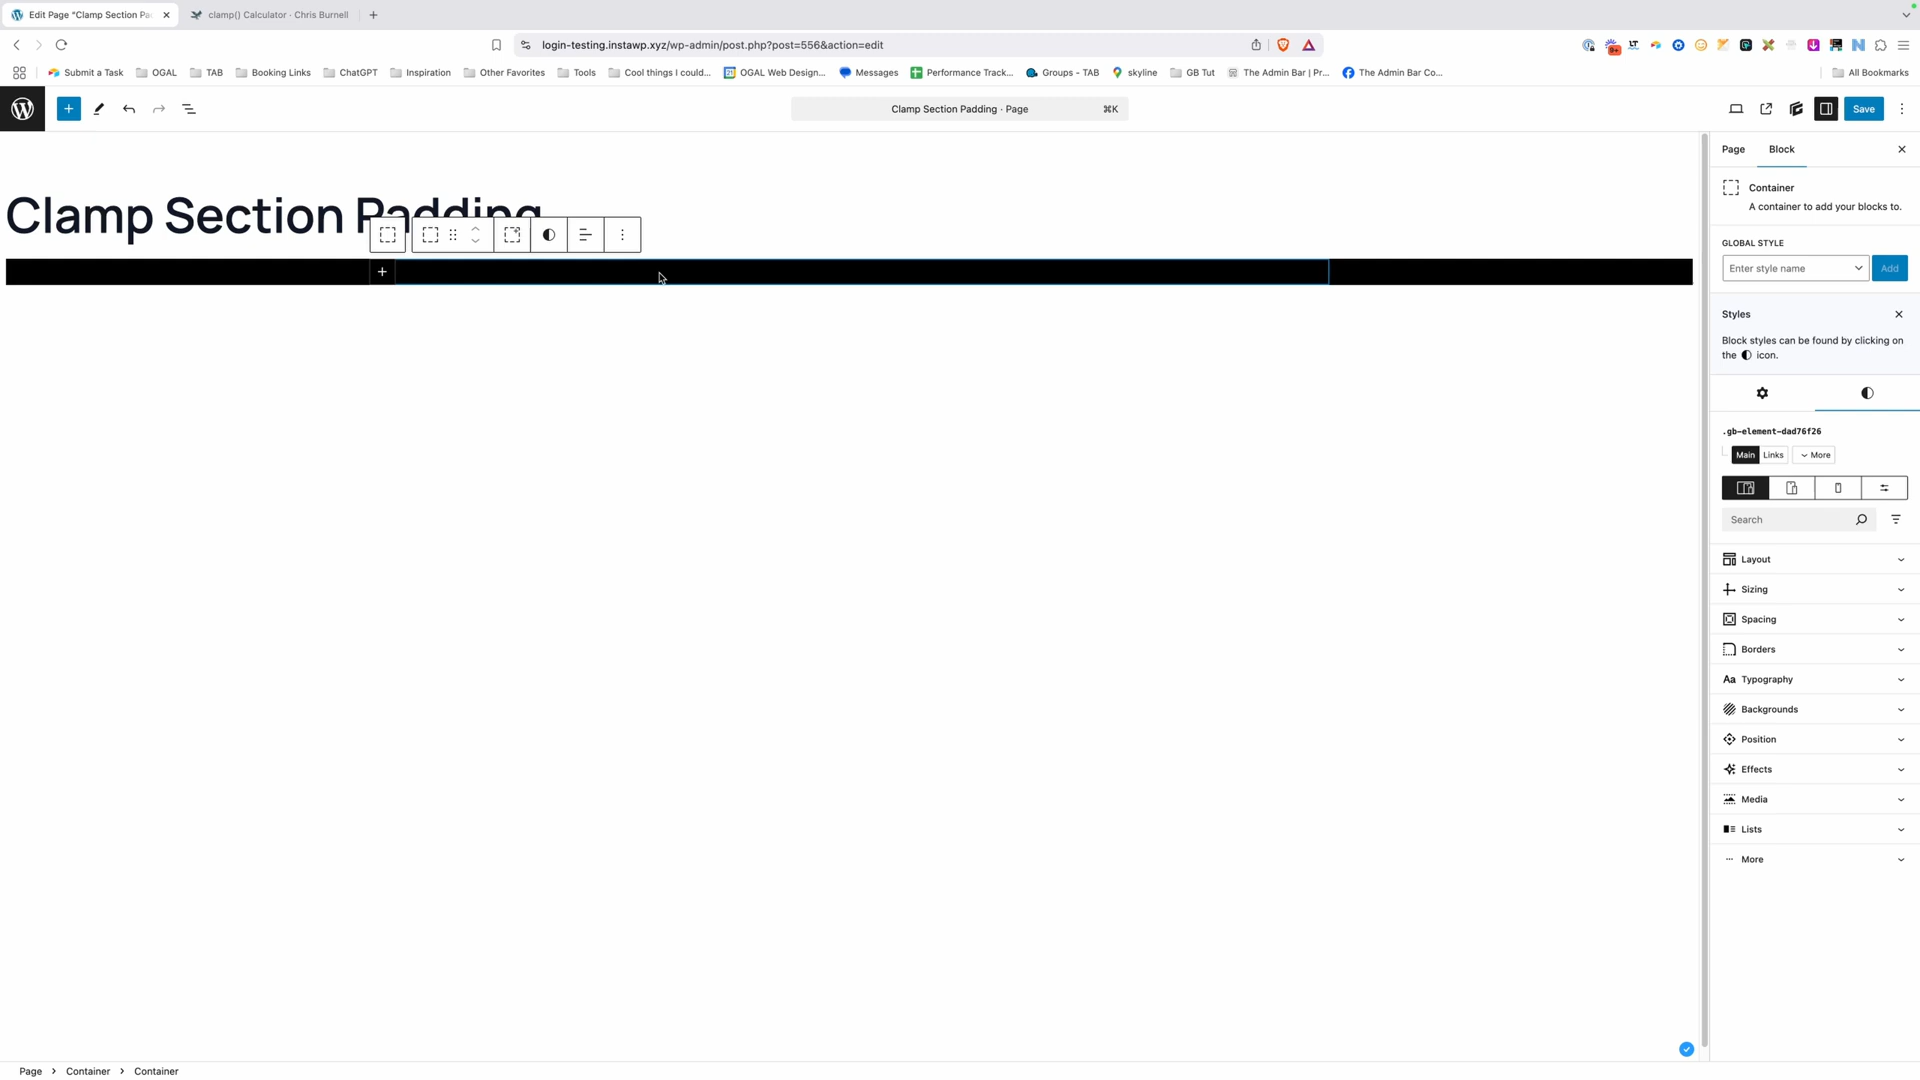 Edit Page “Clamp Section Pa
clamp() Calculator · Chris Burnell
login-testing.instawp.xyz/wp-admin/post.php?post=556&action=edit
9+
LT
Submit a Task
OGAL
TAB
Booking Links
ChatGPT
Inspiration
Other Favorites
Tools
Cool things I could...
OGAL Web Design...
Messages
Performance Track...
Groups - TAB
skyline
GB Tut
The Admin Bar | Pr...
The Admin Bar Co...
All Bookmarks
Clamp Section Padding · Page
⌘K
Save
Page
Block
Clamp Section Padding
Container
A container to add your blocks to.
GLOBAL STYLE
Enter style name
Add
Styles
Block styles can be found by clicking on
the icon.
.gb-element-dad76f26
Main
Links
More
Search
Layout
Sizing
Spacing
Borders
Aa
Typography
Backgrounds
Position
Effects
Media
Lists
More
Page
Container
Container